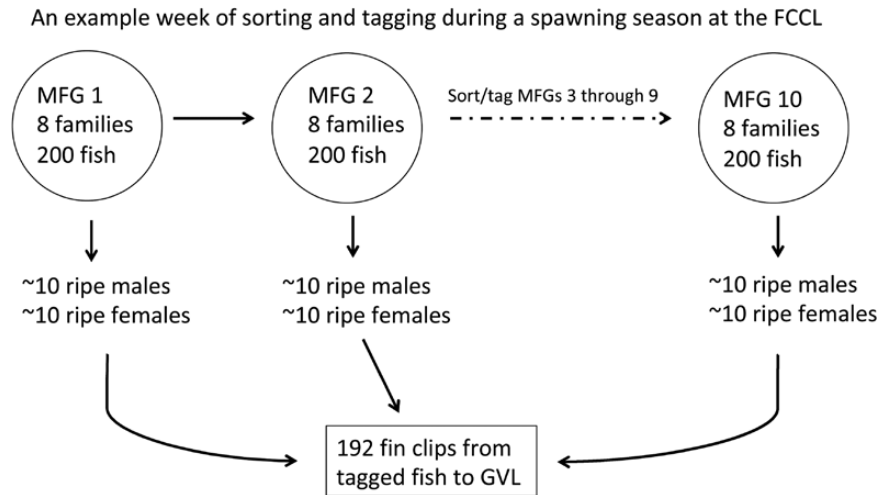 An example week of sorting and tagging during a spawning season at the FCCL
MFG 1
8 families
200 fish
MFG 2
8 families
200 fish
Sort/tag MFGs 3 through 9
MFG 10
8 families
200 fish
~10 ripe males
~10 ripe females
~10 ripe males
~10 ripe females
~10 ripe males
~10 ripe females
192 fin clips from
tagged fish to GVL